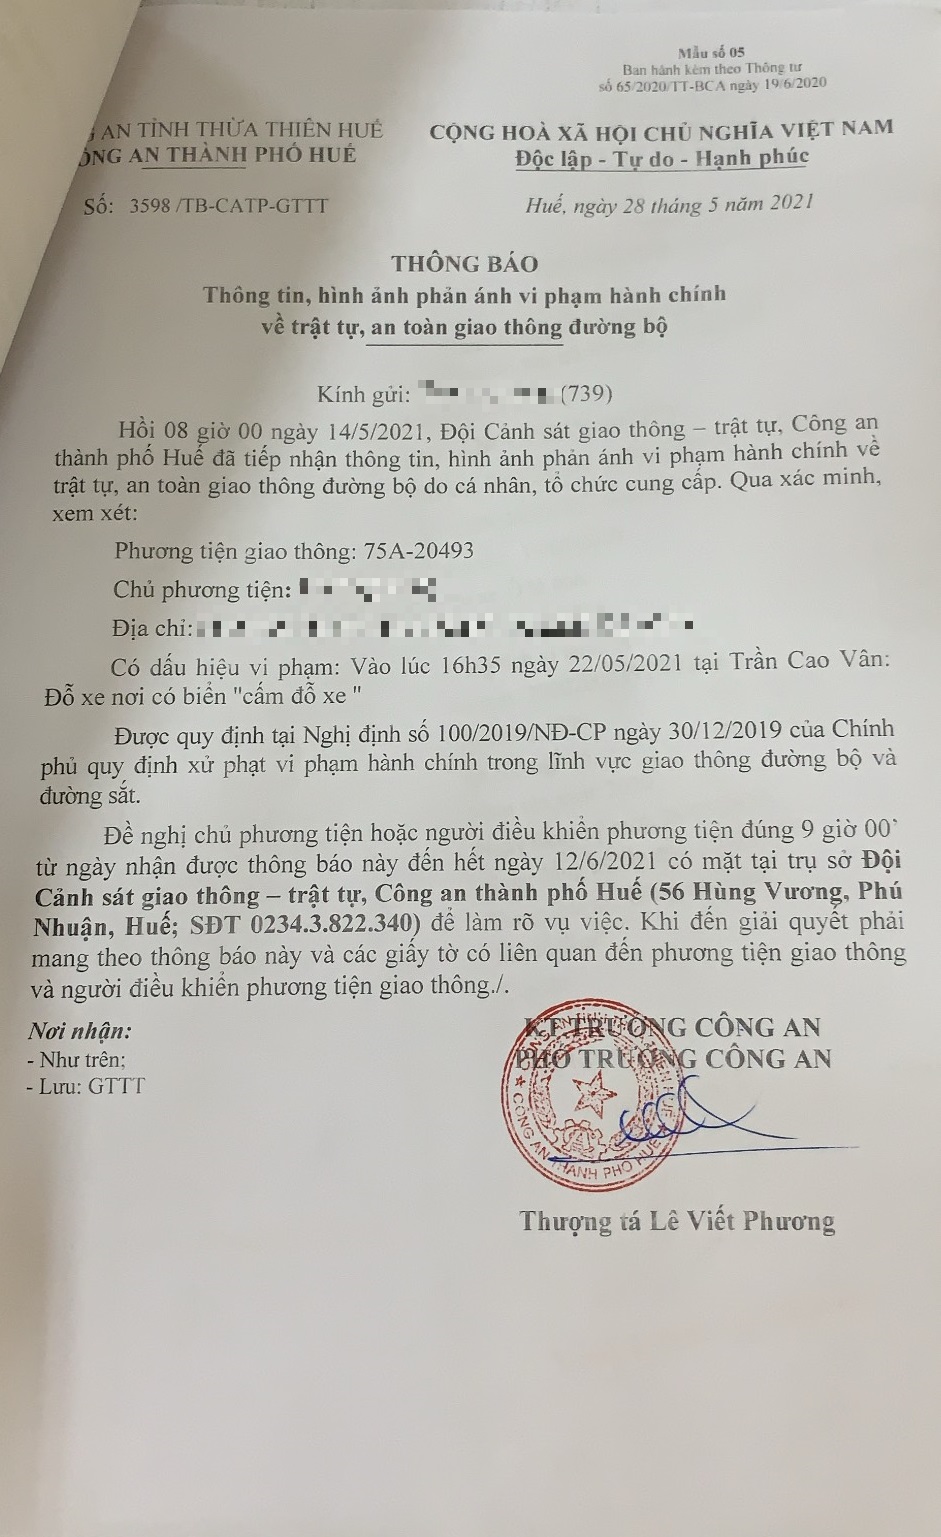 Mẫu số 05
Ban hành kèm theo Thông tư
số 65/2020/TT-BCA ngày 19/6/2020
AN TỈNH THỪA THIÊN HUẾ
ÔNG AN THÀNH PHỐ HUẾ
CỘNG HOÀ XÃ HỘI CHỦ NGHĨA VIỆT NAM
Độc lập - Tự do - Hạnh phúc
Số: 3598 /TB-CATP-GTTT
Huế, ngày 28 tháng 5 năm 2021
THÔNG BÁO
Thông tin, hình ảnh phản ánh vi phạm hành chính
về trật tự, an toàn giao thông đường bộ
Kính gửi: (739)
Hồi 08 giờ 00 ngày 14/5/2021, Đội Cảnh sát giao thông – trật tự, Công an
thành phố Huế đã tiếp nhận thông tin, hình ảnh phản ánh vi phạm hành chính về
trật tự, an toàn giao thông đường bộ do cá nhân, tổ chức cung cấp. Qua xác minh,
xem xét:
Phương tiện giao thông: 75A-20493
Chủ phương tiện:
Địa chỉ:
Có dấu hiệu vi phạm: Vào lúc 16h35 ngày 22/05/2021 tại Trần Cao Vân:
Đỗ xe nơi có biển "cấm đỗ xe "
Được quy định tại Nghị định số 100/2019/NĐ-CP ngày 30/12/2019 của Chính
phủ quy định xử phạt vi phạm hành chính trong lĩnh vực giao thông đường bộ và
đường sắt.
Đề nghị chủ phương tiện hoặc người điều khiển phương tiện đúng 9 giờ 00`
từ ngày nhận được thông báo này đến hết ngày 12/6/2021 có mặt tại trụ sở Đội
Cảnh sát giao thông – trật tự, Công an thành phố Huế (56 Hùng Vương, Phú
Nhuận, Huế; SĐT 0234.3.822.340) để làm rõ vụ việc. Khi đến giải quyết phải
mang theo thông báo này và các giấy tờ có liên quan đến phương tiện giao thông
và người điều khiển phương tiện giao thông./.
Nơi nhận:
- Như trên;
- Lưu: GTTT
KT TRƯỞNG CÔNG AN
PHÓ TRƯỞNG CÔNG AN
CÔNG AN THÀNH PHỐ HUẾ
Thượng tá Lê Viết Phương